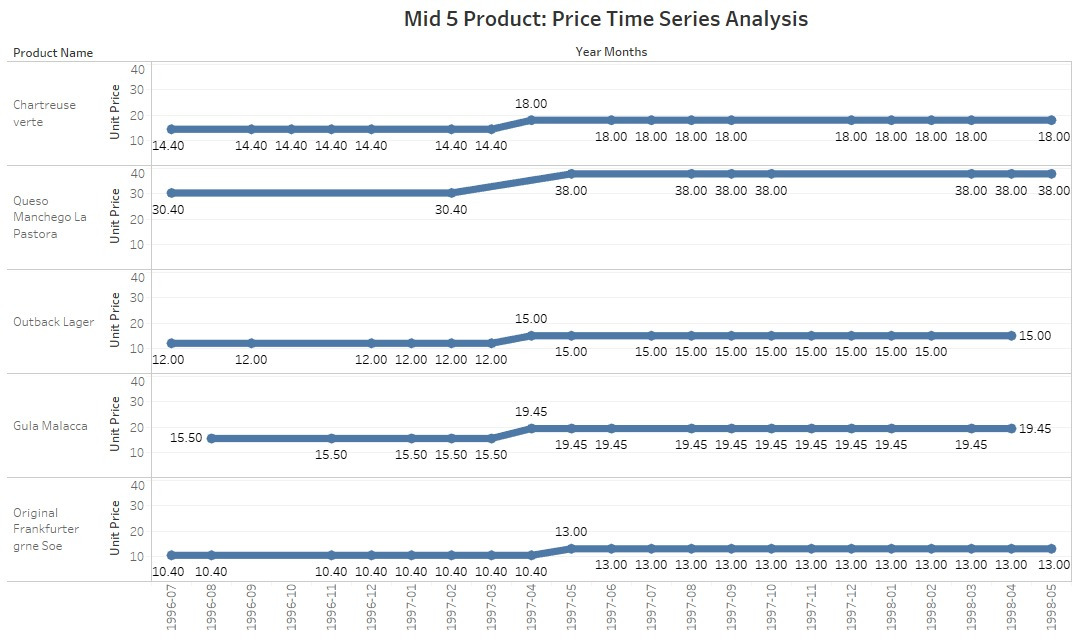 Mid 5 Product: Price Time Series Analysis
Product Name
Year Months
Chartreuse
verte
Unit Price
40
30
20
10
18.00
14.40 14.40 14.40 14.40 14.40 14.40 14.40 18.00 18.00 18.00 18.00 18.00 18.00 18.00 18.00 18.00
Queso
Manchego La
Pastora
Unit Price
40
30
20
10
38.00 38.00 38.00 38.00 38.00 38.00 38.00
30.40 30.40
Outback Lager
Unit Price
40
30
20
10
15.00
15.00
12.00 12.00 12.00 12.00 12.00 12.00 15.00 15.00 15.00 15.00 15.00 15.00 15.00 15.00 15.00
Gula Malacca
Unit Price
40
30
20
10
19.45
19.45
15.50
19.45 19.45 19.45 19.45 19.45 19.45 19.45 19.45 19.45
15.50 15.50 15.50 15.50
Original
Frankfurter
grne Soe
Unit Price
40
30
20
10
13.00
13.00 13.00 13.00 13.00 13.00 13.00 13.00 13.00 13.00 13.00 13.00 13.00
10.40 10.40 10.40 10.40 10.40 10.40 10.40 10.40
1996-07
1996-08
1996-09
1996-10
1996-11
1996-12
1997-01
1997-02
1997-03
1997-04
1997-05
1997-06
1997-07
1997-08
1997-09
1997-10
1997-11
1997-12
1998-01
1998-02
1998-03
1998-04
1998-05